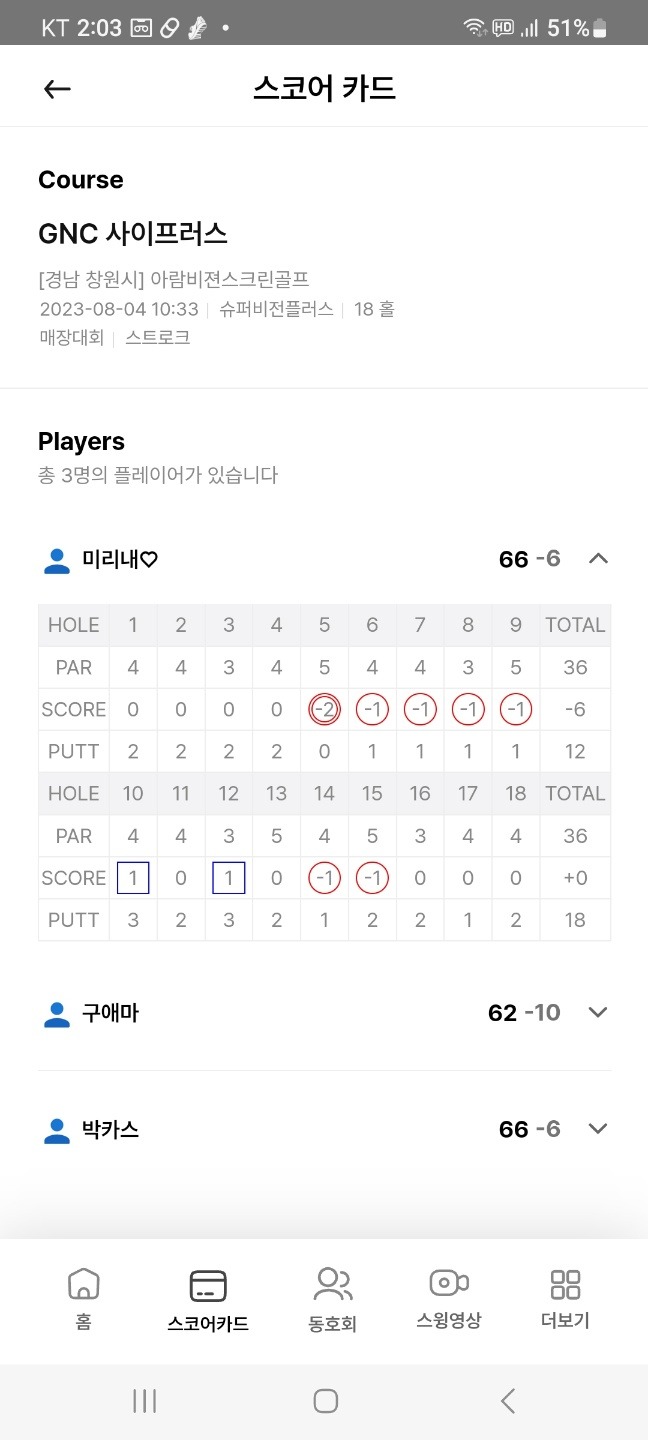 KT 2:03 HD 51%
스코어 카드
Course
GNC 사이프러스
[경남 창원시] 아람비젼스크린골프
2023-08-04 10:33 슈퍼비전플러스 18 홀
매장대회 스트로크
Players
총 3명의 플레이어가 있습니다
미리내♡ 66 -6
HOLE 1 2 3 4 5 6 7 8 9 TOTAL
PAR 4 4 3 4 5 4 4 3 5 36
SCORE 0 0 0 0 -2 -1 -1 -1 -1 -6
PUTT 2 2 2 2 0 1 1 1 1 12
HOLE 10 11 12 13 14 15 16 17 18 TOTAL
PAR 4 4 3 5 4 5 3 4 4 36
SCORE 1 0 1 0 -1 -1 0 0 0 +0
PUTT 3 2 3 2 1 2 2 1 2 18
구애마 62 -10
박카스 66 -6
홈 스코어카드 동호회 스윙영상 더보기